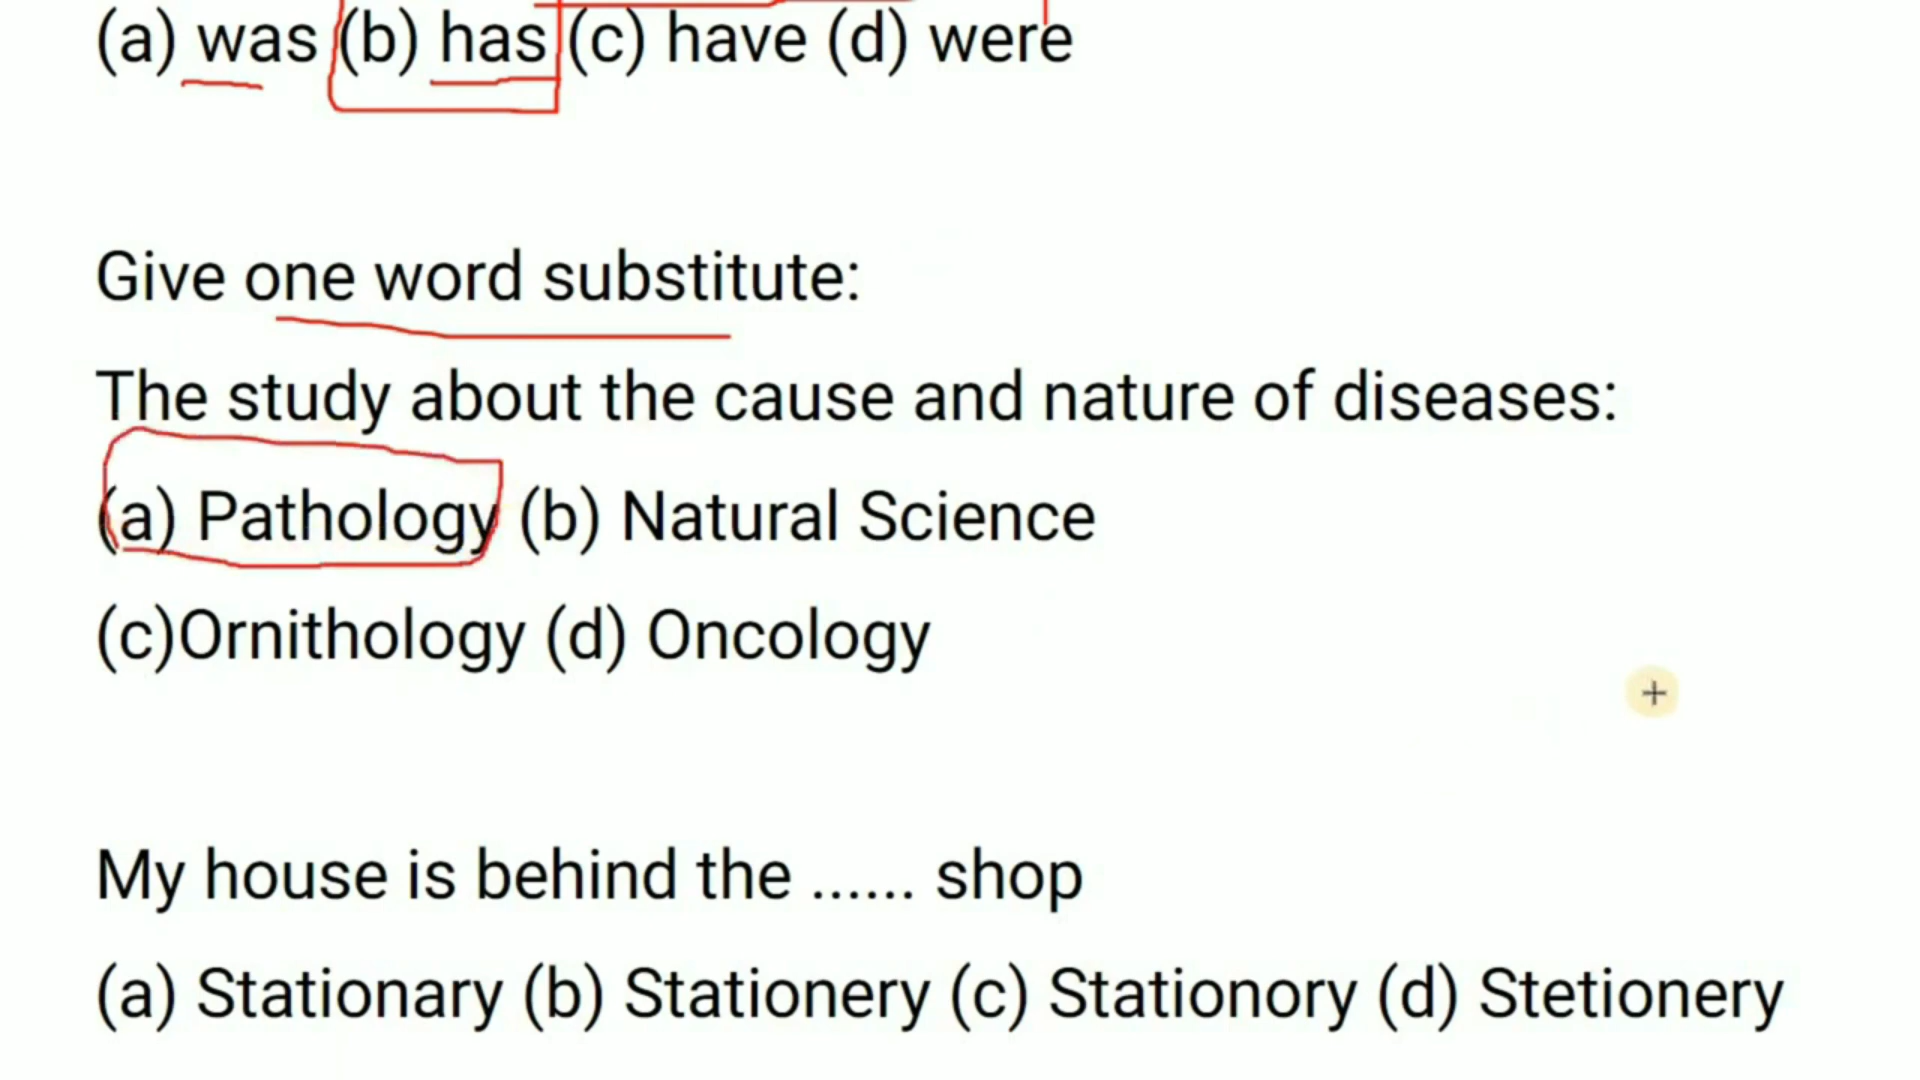 (a) was (b) has (c) have (d) were
Give one word substitute:
The study about the cause and nature of diseases:
(a) Pathology (b) Natural Science
(c)Ornithology (d) Oncology
My house is behind the ...... shop
(a) Stationary (b) Stationery (c) Stationory (d) Stetionery